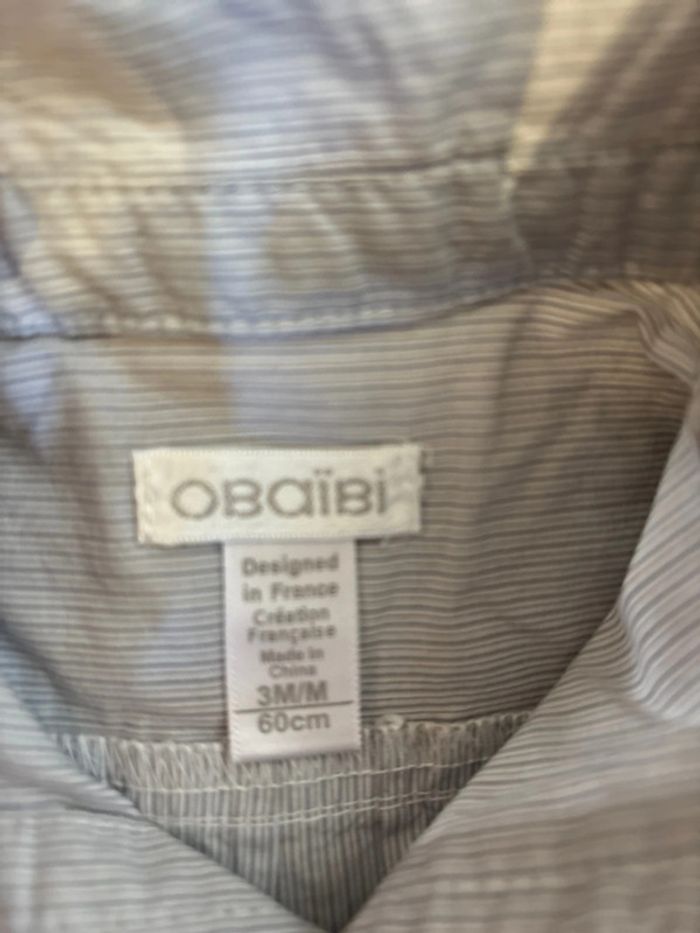 OBaïBi
Designed
in France
Création
Française
Made in
China
3M/M
60cm